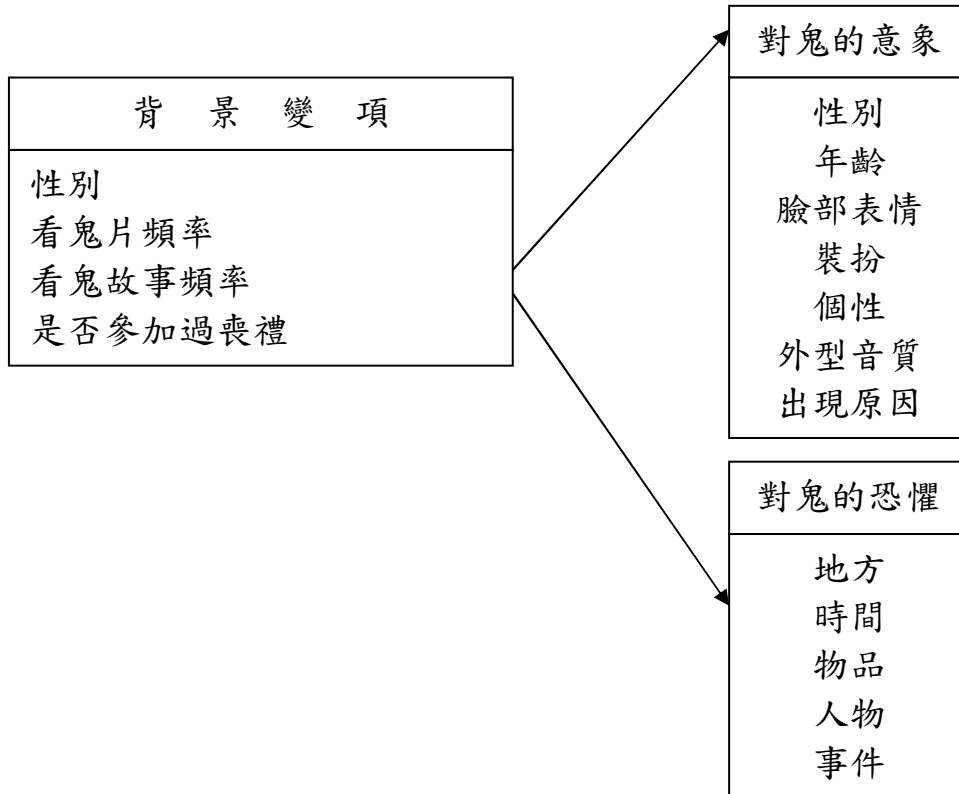 背景變項
性別
看鬼片頻率
看鬼故事頻率
是否參加過喪禮
對鬼的意象
性別
年齡
臉部表情
裝扮
個性
外型音質
出現原因
對鬼的恐懼
地方
時間
物品
人物
事件